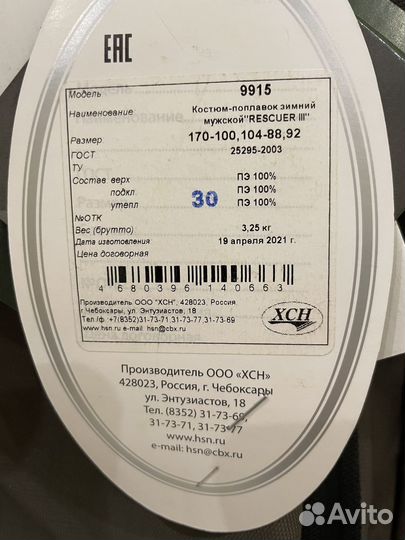 EAC
Модель 9915
Наименование Костюм-поплавок зимний
мужской"RESCUER III"
Размер 170-100,104-88,92
ГОСТ 25295-2003
ТУ
Состав верх ПЭ 100%
подкл. ПЭ 100%
утепл ПЭ 100%
30
№ОТК
Вес (брутто) 3,25 кг
Дата изготовления 19 апреля 2021 г.
Цена договорная
4 680396 140663
Производитель ООО "ХСН", 428023, Россия
г.Чебоксары, ул. Энтузиастов, 18
Тел./ф. :+7(8352)31-73-71,31-73-77,31-73-69
www.hsn.ru e-mail: hsn@cbx.ru
ХСН
Производитель ООО «ХСН»
428023, Россия, г. Чебоксары
ул. Энтузиастов, 18
Тел. (8352) 31-73-69,
31-73-71, 31-73-77
www.hsn.ru
e-mail: hsn@cbx.ru
Avito